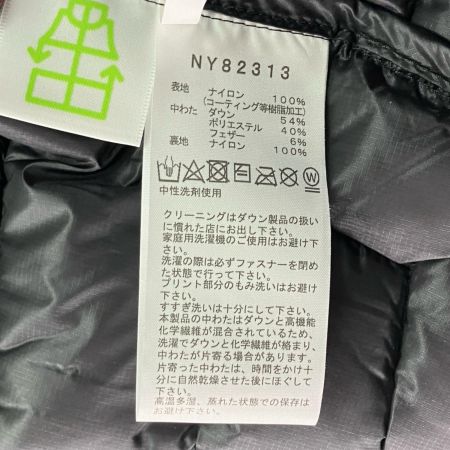 NY82313
表地 ナイロン 100%
(コーティング等樹脂加工)
中わた ダウン 54%
ポリエステル 40%
フェザー 6%
裏地 ナイロン 100%
中性洗剤使用
クリーニングはダウン製品の扱い
に慣れた店にお出し下さい。
家庭用洗濯機のご使用はお避け下
さい。
洗濯の際は必ずファスナーを閉め
た状態で行って下さい。
プリント部分のもみ洗いはお避け
下さい。
すすぎ洗いは十分にして下さい。
本製品の中わたはダウンと高機能
化学繊維が混合されているため、
洗濯でダウンと化学繊維が絡まり、
中わたが片寄る場合があります。
片寄った中わたは、時間をかけ十
分に自然乾燥させた後にほぐして
下さい。
高温多湿、蒸れた状態での保存は
お避け下さい。